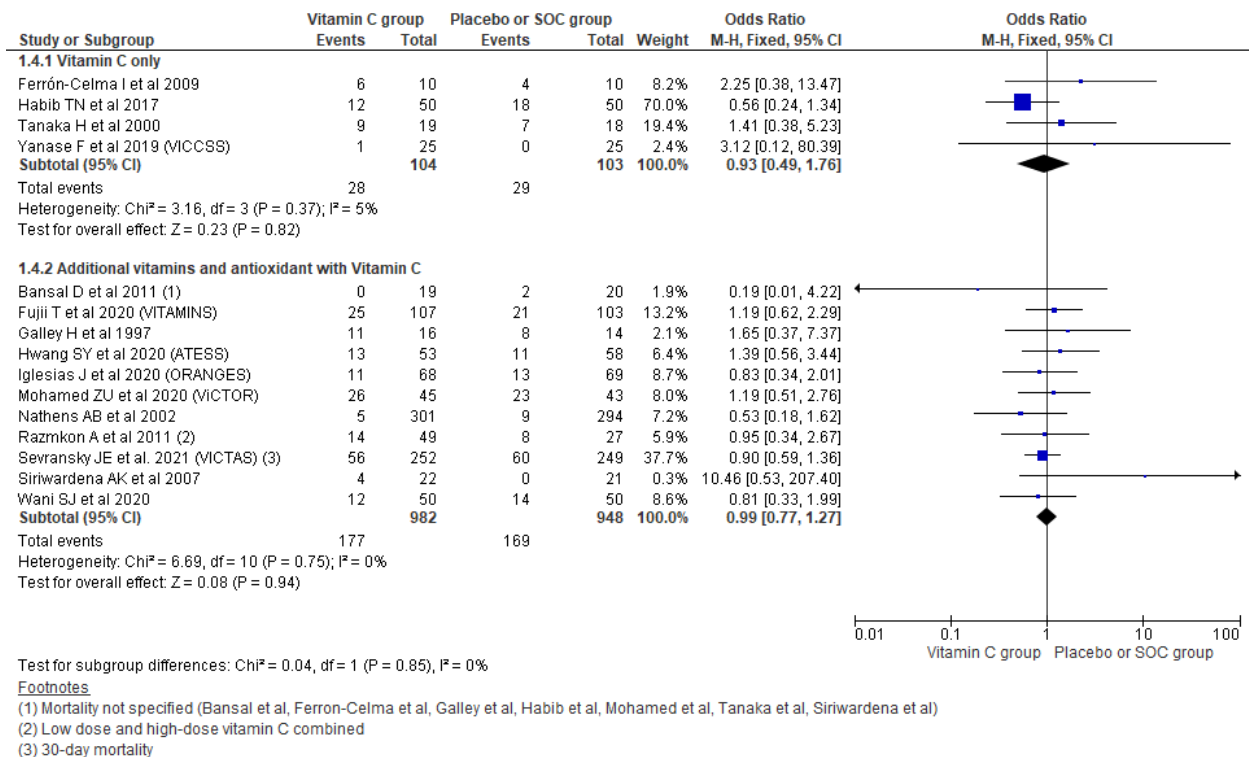 Vitamin C group Placebo or SOC group Odds Ratio Odds Ratio
Study or Subgroup Events Total Events Total Weight M-H, Fixed, 95% CI M-H, Fixed, 95% CI
1.4.1 Vitamin C only
Ferrón-Celma I et al 2009 6 10 4 10 8.2% 2.25 [0.38, 13.47]
Habib TN et al 2017 12 50 18 50 70.0% 0.56 [0.24, 1.34]
Tanaka H et al 2000 9 19 7 18 19.4% 1.41 [0.38, 5.23]
Yanase F et al 2019 (VICCSS) 1 25 0 25 2.4% 3.12 [0.12, 80.39]
Subtotal (95% CI) 104 103 100.0% 0.93 [0.49, 1.76]
Total events 28 29
Heterogeneity: Chi² = 3.16, df = 3 (P = 0.37); I² = 5%
Test for overall effect: Z = 0.23 (P = 0.82)
1.4.2 Additional vitamins and antioxidant with Vitamin C
Bansal D et al 2011 (1) 0 19 2 20 1.9% 0.19 [0.01, 4.22]
Fujii T et al 2020 (VITAMINS) 25 107 21 103 13.2% 1.19 [0.62, 2.29]
Galley H et al 1997 11 16 8 14 2.1% 1.65 [0.37, 7.37]
Hwang SY et al 2020 (ATESS) 13 53 11 58 6.4% 1.39 [0.56, 3.44]
Iglesias J et al 2020 (ORANGES) 11 68 13 69 8.7% 0.83 [0.34, 2.01]
Mohamed ZU et al 2020 (ViCTOR) 26 45 23 43 8.0% 1.19 [0.51, 2.76]
Nathens AB et al 2002 5 301 9 294 7.2% 0.53 [0.18, 1.62]
Razmkon A et al 2011 (2) 14 49 8 27 5.9% 0.95 [0.34, 2.67]
Sevransky JE et al. 2021 (VICTAS) (3) 56 252 60 249 37.7% 0.90 [0.59, 1.36]
Siriwardena AK et al 2007 4 22 0 21 0.3% 10.46 [0.53, 207.40]
Wani SJ et al 2020 12 50 14 50 8.6% 0.81 [0.33, 1.99]
Subtotal (95% CI) 982 948 100.0% 0.99 [0.77, 1.27]
Total events 177 169
Heterogeneity: Chi² = 6.69, df = 10 (P = 0.75); I² = 0%
Test for overall effect: Z = 0.08 (P = 0.94)
0.01 0.1 1 10 100
Vitamin C group Placebo or SOC group
Test for subgroup differences: Chi² = 0.04, df = 1 (P = 0.85), I² = 0%
Footnotes
(1) Mortality not specified (Bansal et al, Ferron-Celma et al, Galley et al, Habib et al, Mohamed et al, Tanaka et al, Siriwardena et al)
(2) Low dose and high-dose vitamin C combined
(3) 30-day mortality